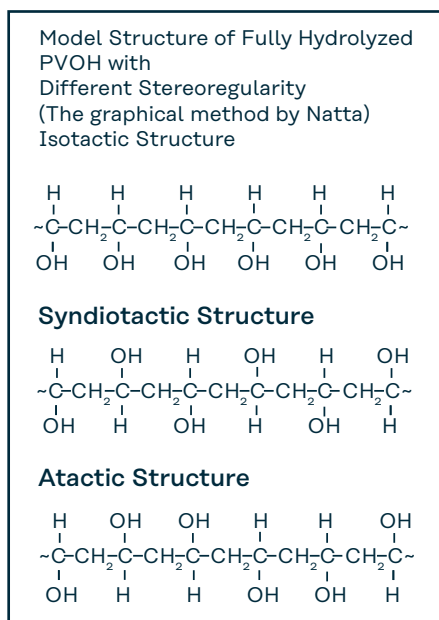 Model Structure of Fully Hydrolyzed
PVOH with
Different Stereoregularity
(The graphical method by Natta)
Isotactic Structure
H H H H H H
~C–CH₂–C–CH₂–C–CH₂–C–CH₂–C–CH₂–C~
OH OH OH OH OH OH
Syndiotactic Structure
H OH H OH H OH
~C–CH₂–C–CH₂–C–CH₂–C–CH₂–C–CH₂–C~
OH H OH H OH H
Atactic Structure
H OH OH H H OH
~C–CH₂–C–CH₂–C–CH₂–C–CH₂–C–CH₂–C~
OH H H OH OH H